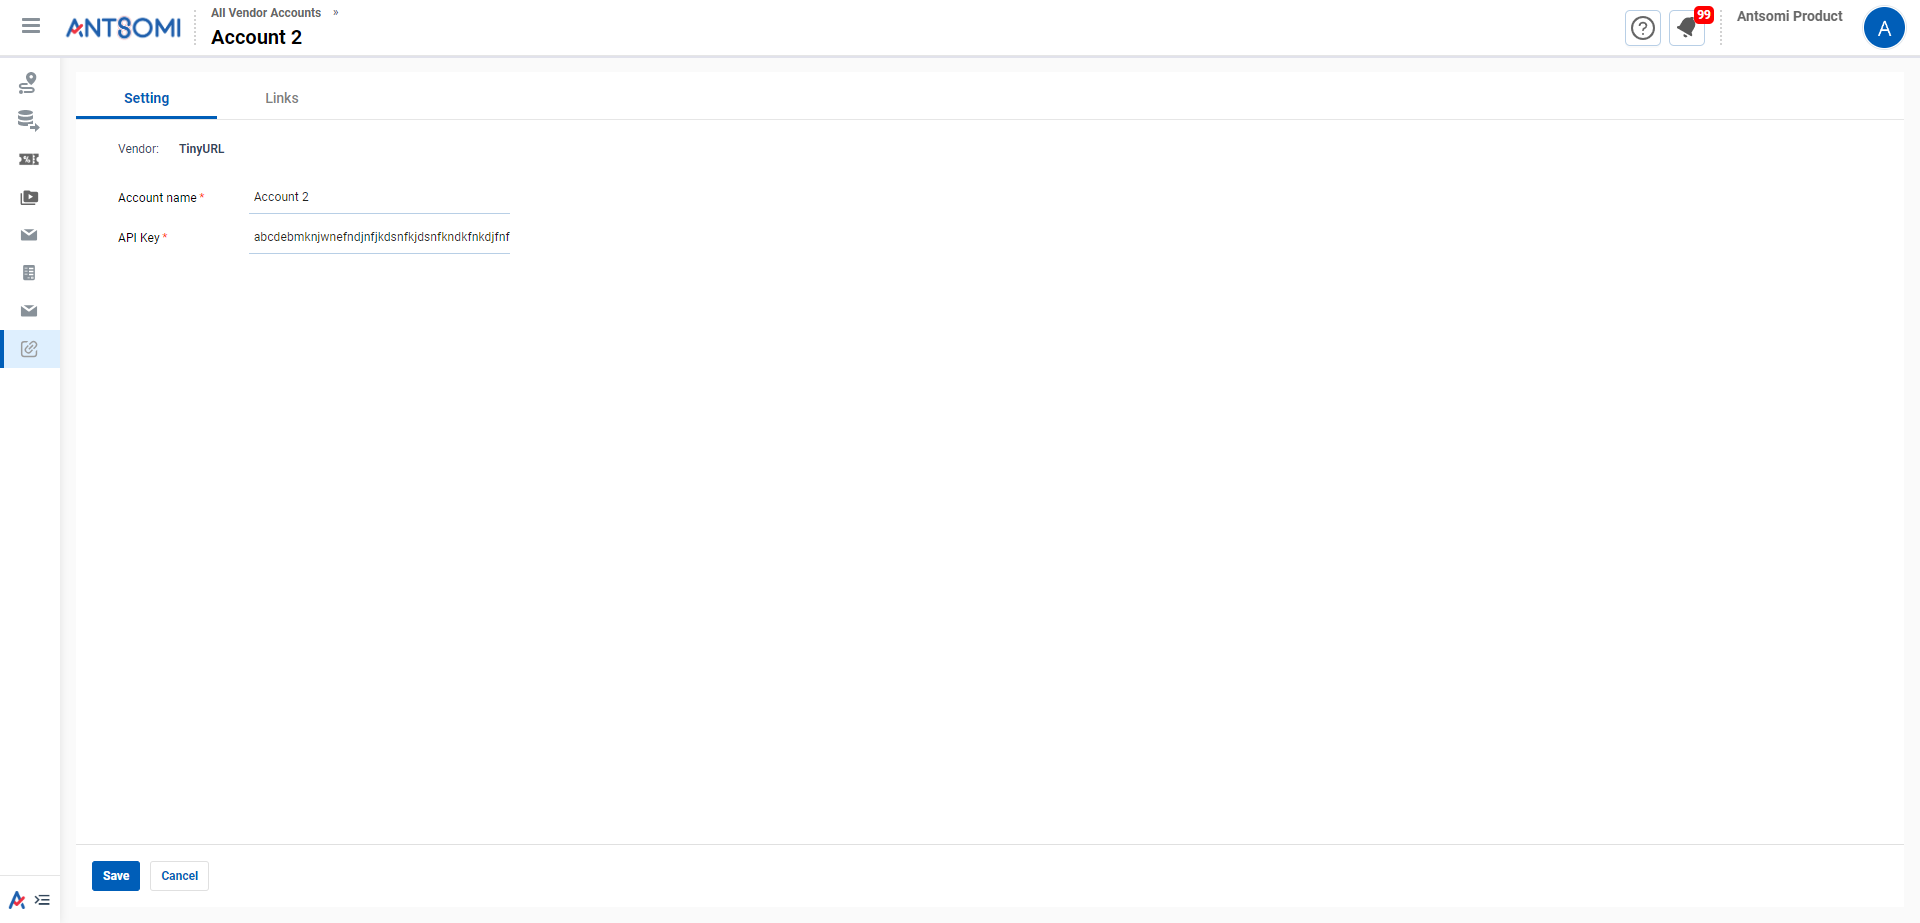 ANTSOMI
All Vendor Accounts »
Account 2
99
Antsomi Product
A
Setting
Links
Vendor: TinyURL
Account name *
Account 2
API Key *
abcdebmknjwnefndjnfjkdsnfkjdsnfkndkfnkdjfnf
Save
Cancel